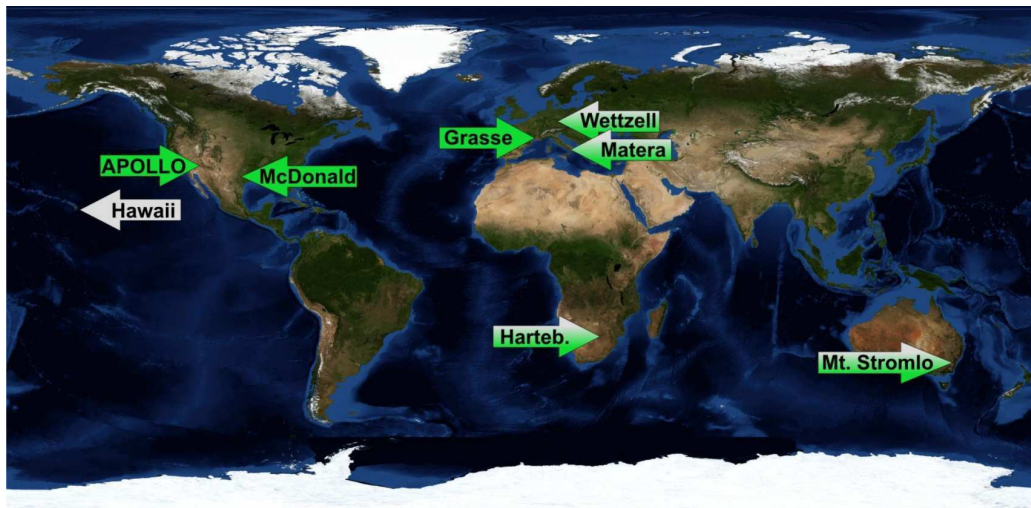 Wettzell
Grasse
Matera
APOLLO
McDonald
Hawaii
Harteb.
Mt. Stromlo